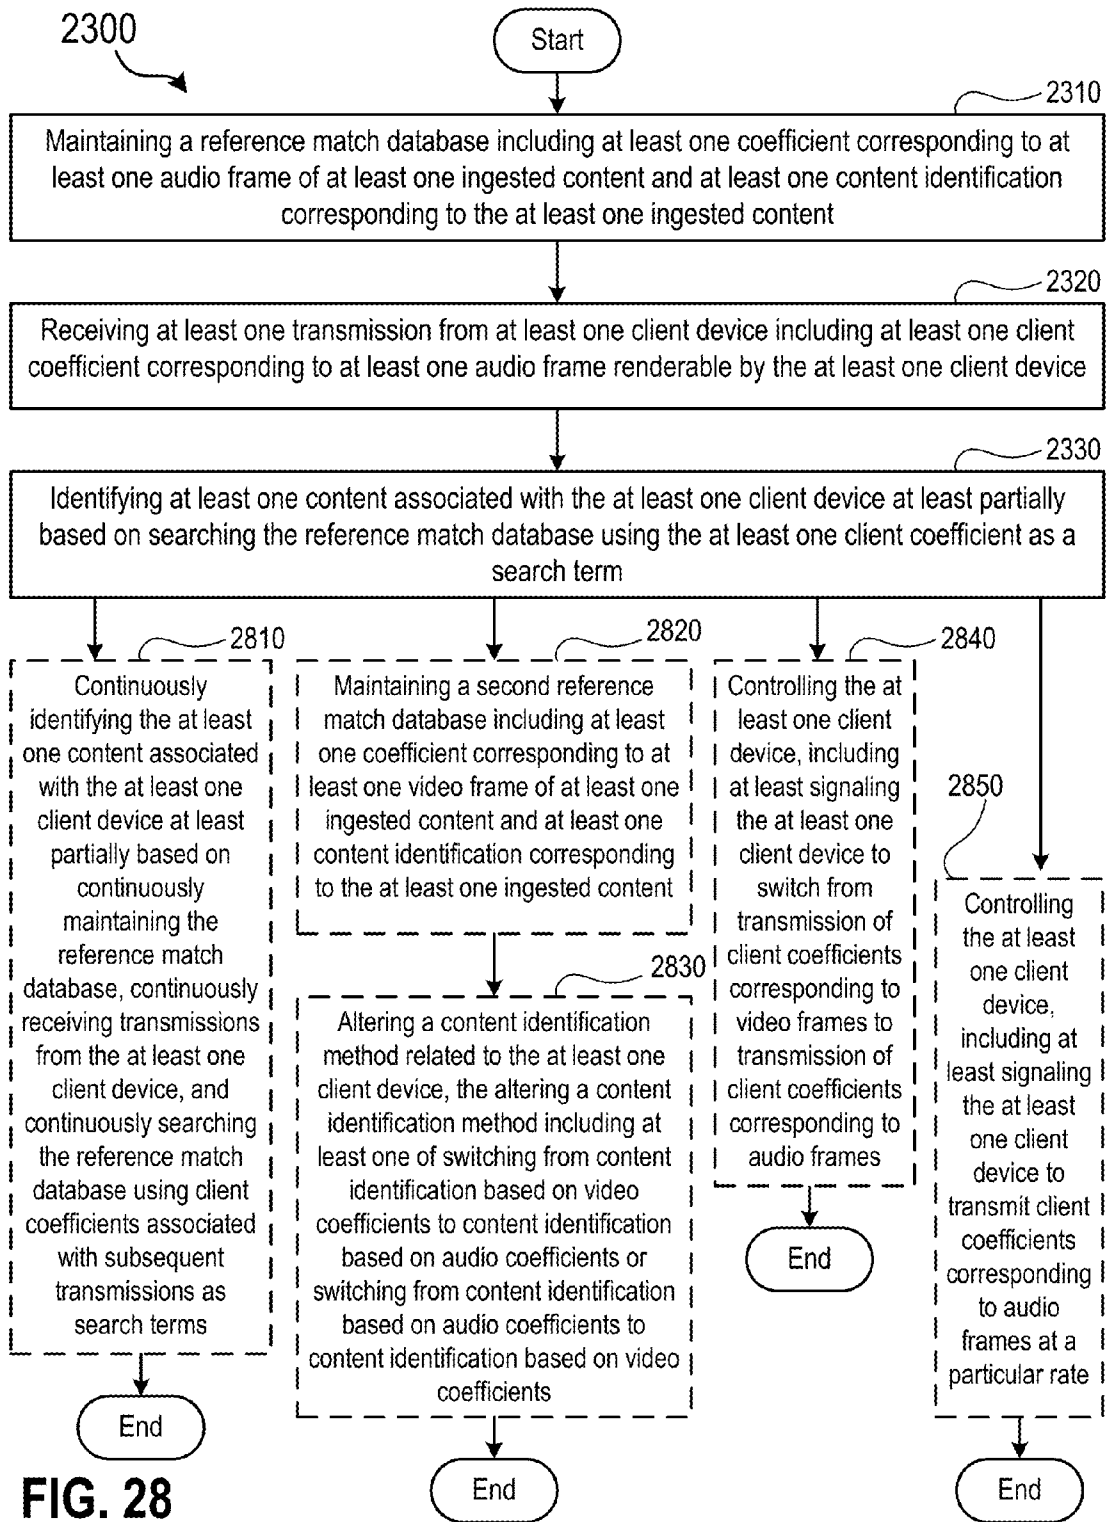 2300
Start
2310
Maintaining a reference match database including at least one coefficient corresponding to at
least one audio frame of at least one ingested content and at least one content identification
corresponding to the at least one ingested content
2320
Receiving at least one transmission from at least one client device including at least one client
coefficient corresponding to at least one audio frame renderable by the at least one client device
2330
Identifying at least one content associated with the at least one client device at least partially
based on searching the reference match database using the at least one client coefficient as a
search term
2810
Continuously
identifying the at least
one content associated
with the at least one
client device at least
partially based on
continuously
maintaining the
reference match
database, continuously
receiving transmissions
from the at least one
client device, and
continuously searching
the reference match
database using client
coefficients associated
with subsequent
transmissions as
search terms
End
2820
Maintaining a second reference
match database including at least
one coefficient corresponding to at
least one video frame of at least one
ingested content and at least one
content identification corresponding
to the at least one ingested content
2830
Altering a content identification
method related to the at least one
client device, the altering a content
identification method including at
least one of switching from content
identification based on video
coefficients to content identification
based on audio coefficients or
switching from content identification
based on audio coefficients to
content identification based on video
coefficients
End
2840
Controlling the at
least one client
device, including
at least signaling
the at least one
client device to
switch from
transmission of
client coefficients
corresponding to
video frames to
transmission of
client coefficients
corresponding to
audio frames
End
2850
Controlling
the at least
one client
device,
including at
least signaling
the at least
one client
device to
transmit client
coefficients
corresponding
to audio
frames at a
particular rate
End
FIG. 28